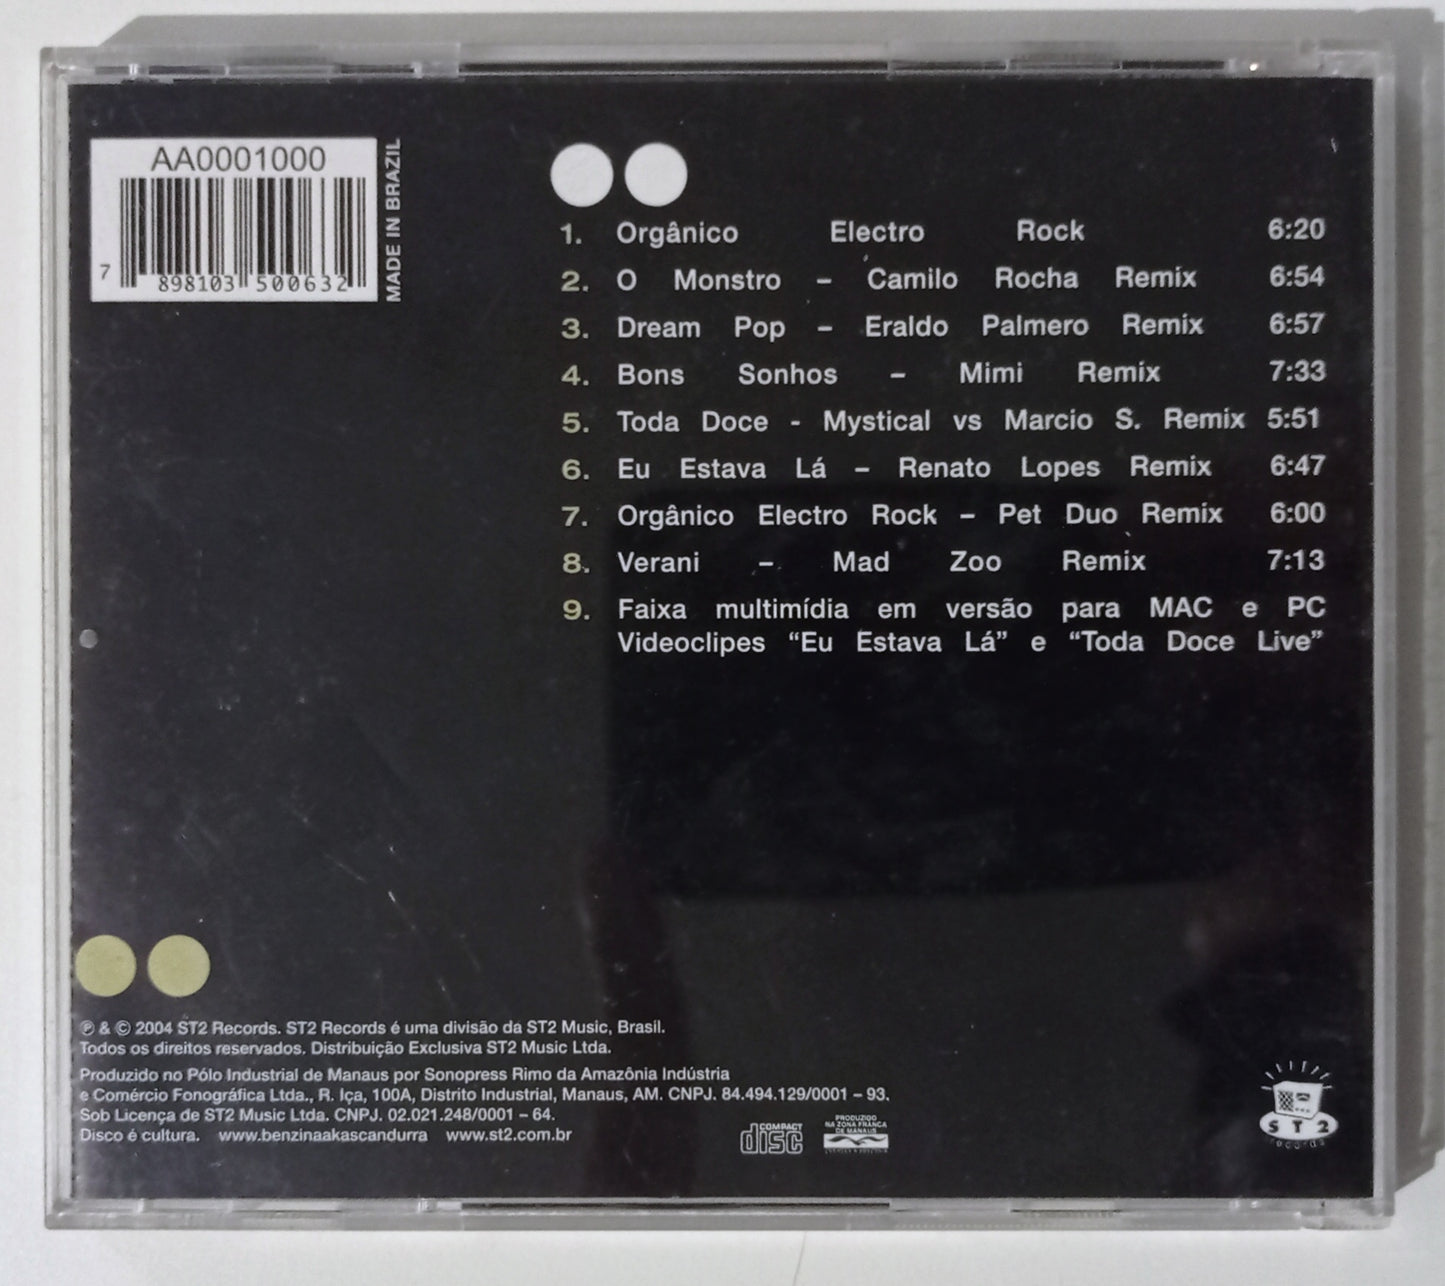 AA0001000
7 898103 500632
MADE IN BRAZIL
1. Orgânico Electro Rock 6:20
2. O Monstro – Camilo Rocha Remix 6:54
3. Dream Pop – Eraldo Palmero Remix 6:57
4. Bons Sonhos – Mimi Remix 7:33
5. Toda Doce - Mystical vs Marcio S. Remix 5:51
6. Eu Estava Lá – Renato Lopes Remix 6:47
7. Orgânico Electro Rock – Pet Duo Remix 6:00
8. Verani – Mad Zoo Remix 7:13
9. Faixa multimídia em versão para MAC e PC
Videoclipes “Eu Estava Lá” e “Toda Doce Live”
℗ & © 2004 ST2 Records. ST2 Records é uma divisão da ST2 Music, Brasil.
Todos os direitos reservados. Distribuição Exclusiva ST2 Music Ltda.
Produzido no Pólo Industrial de Manaus por Sonopress Rimo da Amazônia Indústria
e Comércio Fonográfica Ltda., R. Iça, 100A, Distrito Industrial, Manaus, AM. CNPJ. 84.494.129/0001 – 93.
Sob Licença de ST2 Music Ltda. CNPJ. 02.021.248/0001 – 64.
Disco é cultura. www.benzinaakascandurra www.st2.com.br
COMPACT
disc
PRODUZIDO
NA ZONA FRANCA
DE MANAUS
ST2
records